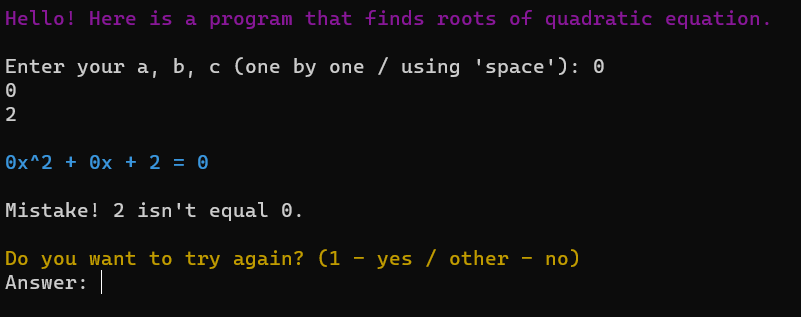 Hello! Here is a program that finds roots of quadratic equation.
Enter your a, b, c (one by one / using 'space'): 0
0
2
0x^2 + 0x + 2 = 0
Mistake! 2 isn't equal 0.
Do you want to try again? (1 - yes / other - no)
Answer: